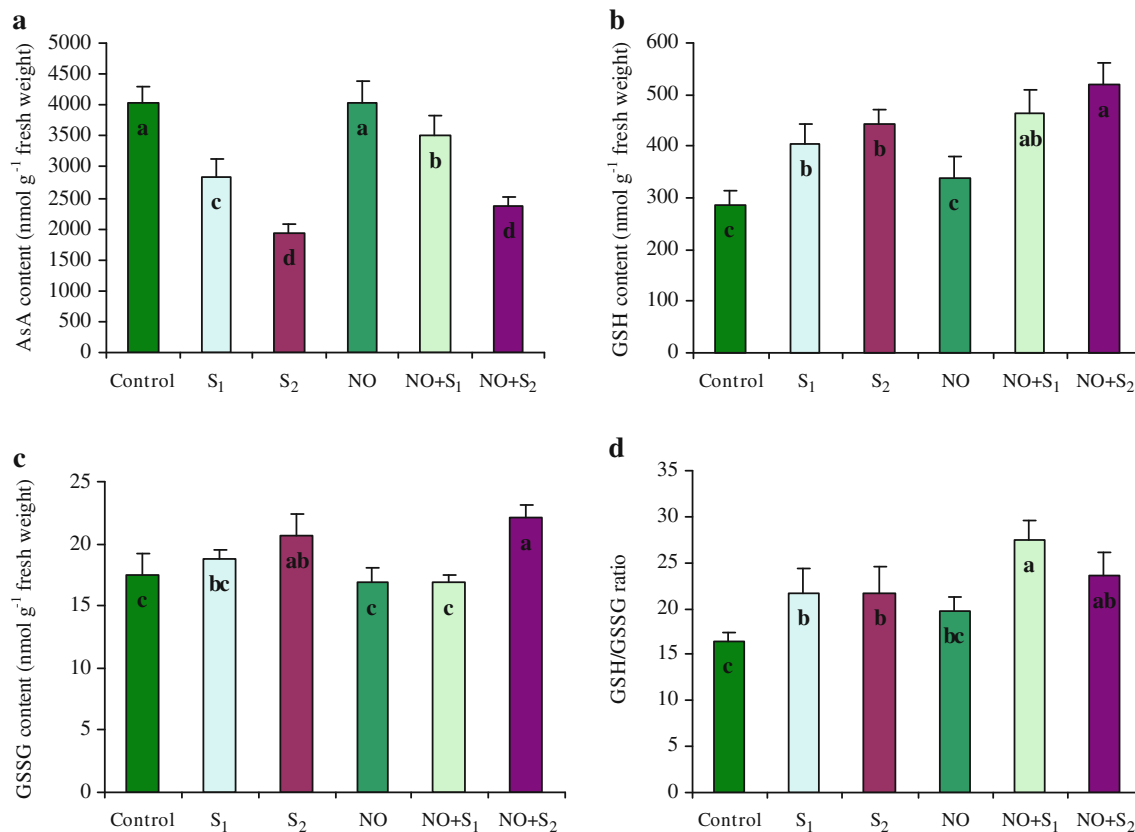 a
AsA content (nmol g⁻¹ fresh weight)
5000
4500
4000
3500
3000
2500
2000
1500
1000
500
0
a
c
d
a
b
d
Control S₁ S₂ NO NO+S₁ NO+S₂
b
GSH content (nmol g⁻¹ fresh weight)
600
500
400
300
200
100
0
c
b
b
c
ab
a
Control S₁ S₂ NO NO+S₁ NO+S₂
c
GSSG content (nmol g⁻¹ fresh weight)
25
20
15
10
5
0
c
bc
ab
c
c
a
Control S₁ S₂ NO NO+S₁ NO+S₂
d
GSH/GSSG ratio
35
30
25
20
15
10
5
0
c
b
b
bc
a
ab
Control S₁ S₂ NO NO+S₁ NO+S₂